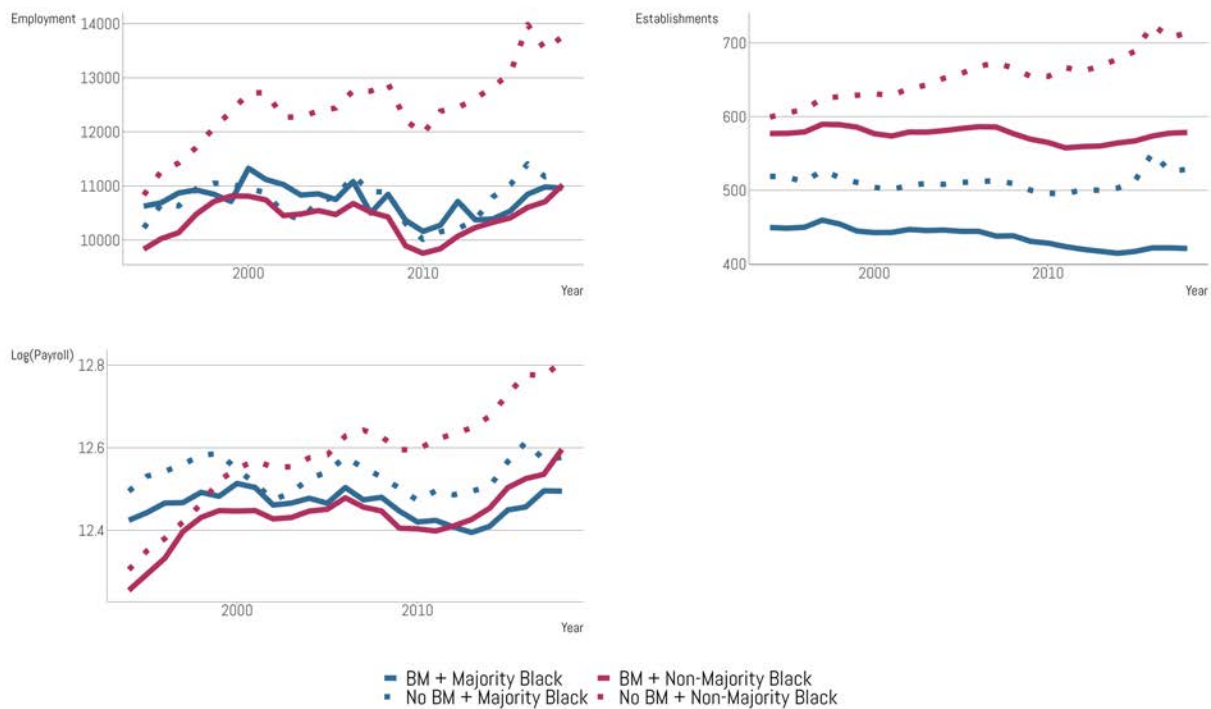 Employment
14000
13000
12000
11000
10000
2000
2010
Year
Establishments
700
600
500
400
2000
2010
Year
Log(Payroll)
12.8
12.6
12.4
2000
2010
Year
BM + Majority Black
BM + Non-Majority Black
No BM + Majority Black
No BM + Non-Majority Black